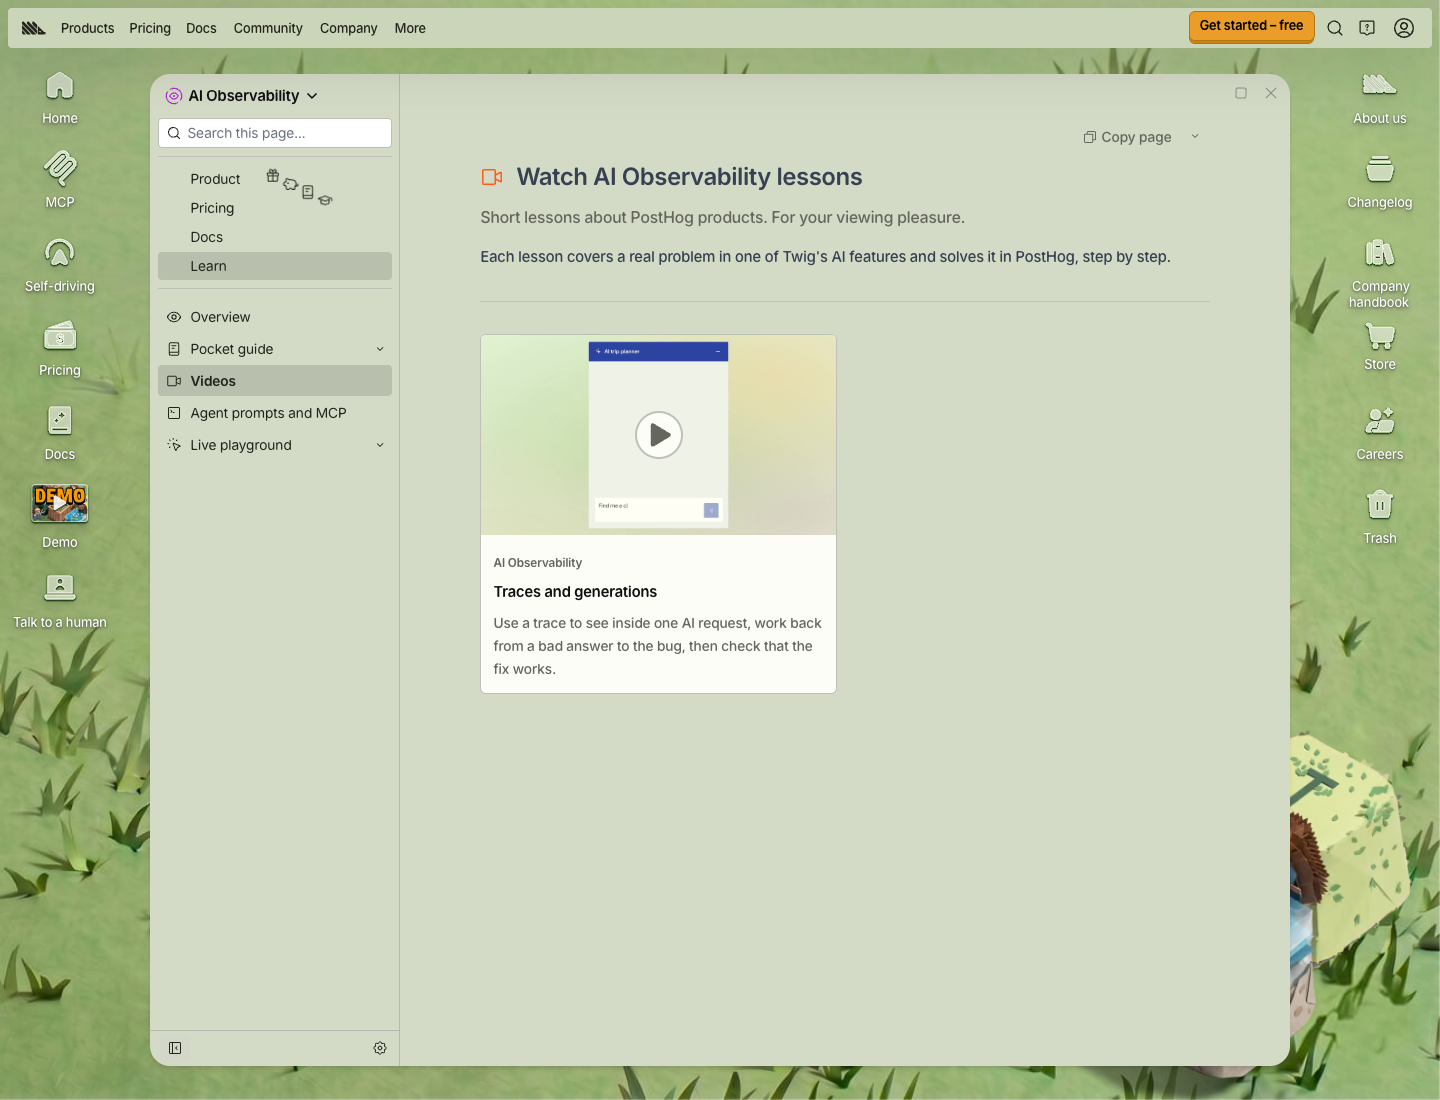 Products Pricing Docs Community Company More
Get started – free
Home
MCP
Self-driving
Pricing
Docs
DEMO
Demo
Talk to a human
AI Observability
Search this page...
Product
Pricing
Docs
Learn
Overview
Pocket guide
Videos
Agent prompts and MCP
Live playground
Copy page
Watch AI Observability lessons
Short lessons about PostHog products. For your viewing pleasure.
Each lesson covers a real problem in one of Twig's AI features and solves it in PostHog, step by step.
AI trip planner
Find me a cl
AI Observability
Traces and generations
Use a trace to see inside one AI request, work back
from a bad answer to the bug, then check that the
fix works.
About us
Changelog
Company
handbook
Store
Careers
Trash